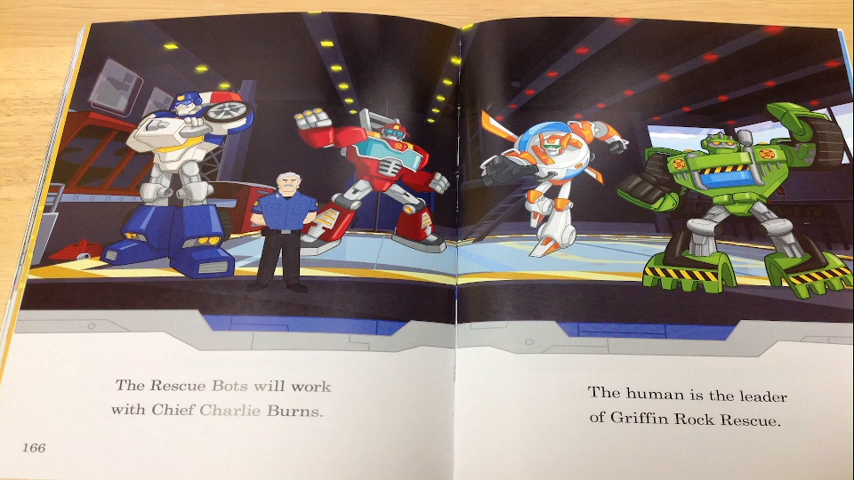 The Rescue Bots will work
with Chief Charlie Burns.
166
The human is the leader
of Griffin Rock Rescue.